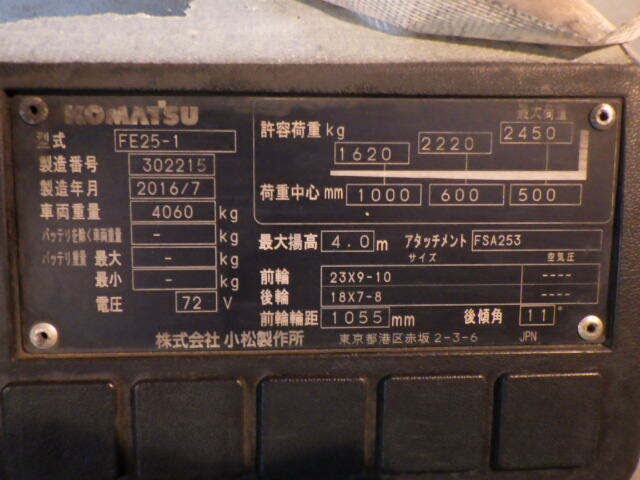 KOMATSU
型式 FE25-1
製造番号 302215
製造年月 2016/7
車両重量 4060 kg
バッテリを除く車両重量 - kg
バッテリ重量 最大 - kg
最小 - kg
電圧 72 V
最大荷重
許容荷重 kg 1620 2220 2450
荷重中心 mm 1000 600 500
最大揚高 4.0 m アタッチメント FSA253
サイズ 空気圧
前輪 23X9-10 ----
後輪 18X7-8 ----
前輪輪距 1055 mm 後傾角 11°
株式会社 小松製作所 東京都港区赤坂2-3-6 JPN